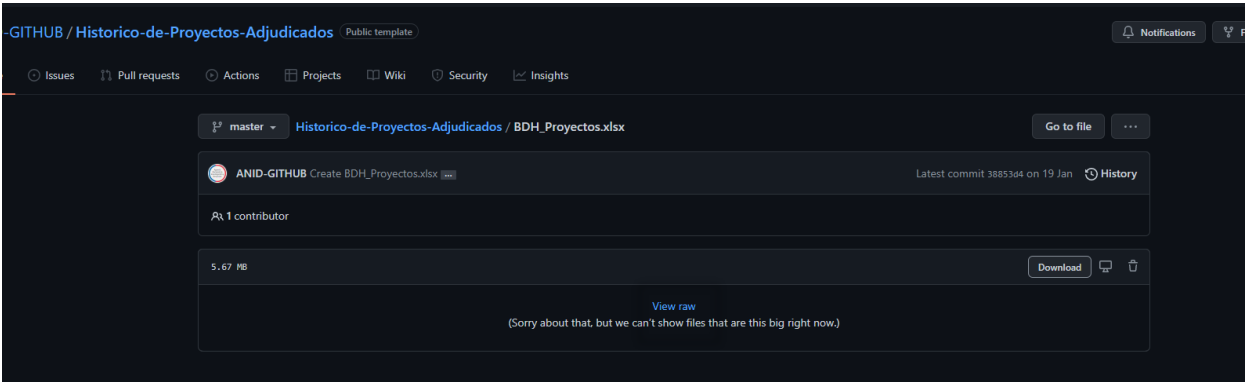 -GITHUB / Historico-de-Proyectos-Adjudicados Public template
Notifications
Issues Pull requests Actions Projects Wiki Security Insights
master Historico-de-Proyectos-Adjudicados / BDH_Proyectos.xlsx Go to file ...
ANID-GITHUB Create BDH_Proyectos.xlsx ... Latest commit 38853d4 on 19 Jan History
1 contributor
5.67 MB Download
View raw
(Sorry about that, but we can't show files that are this big right now.)